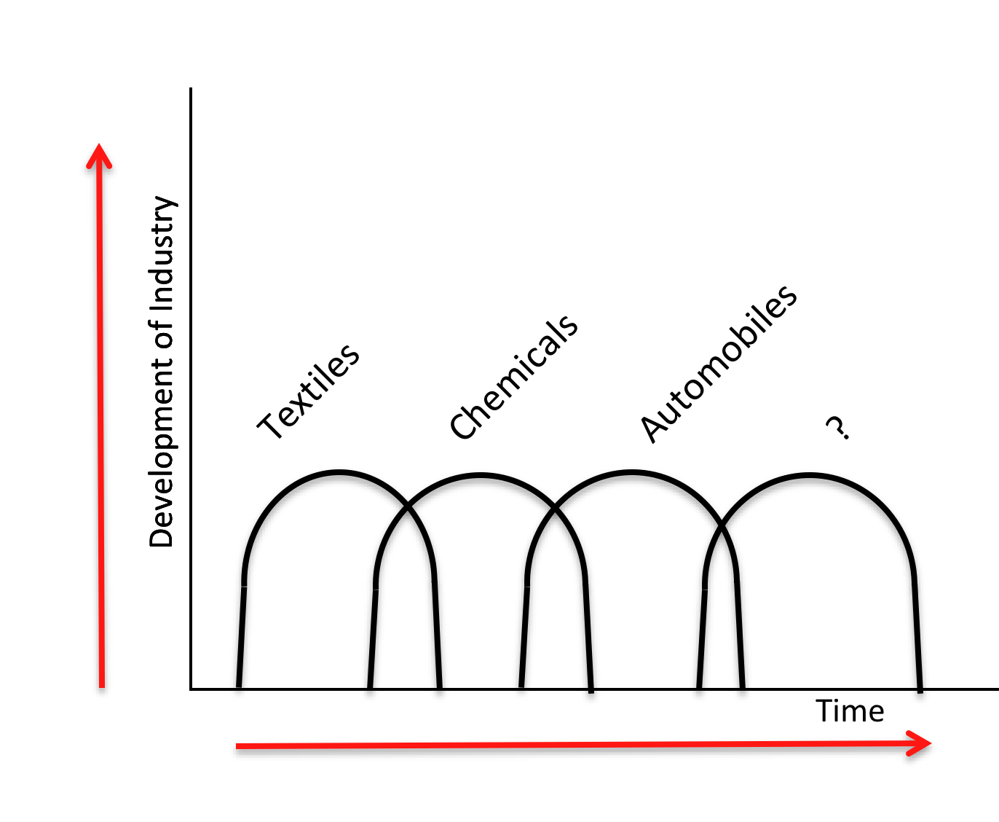 Development of Industry
Textiles
Chemicals
Automobiles
?
Time